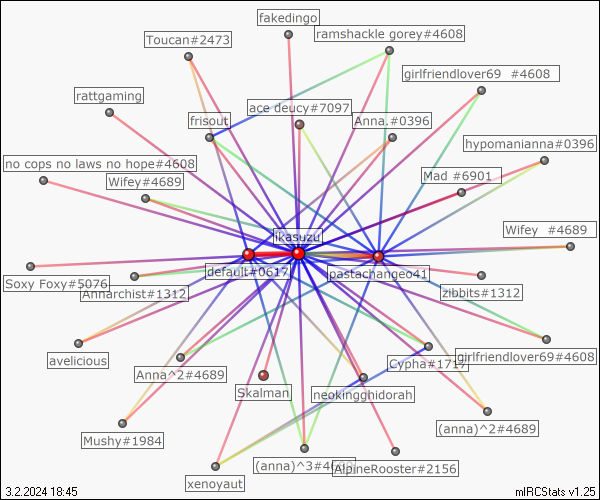 fakedingo
Toucan#2473
ramshackle gorey#4608
girlfriendlover69 #4608
rattgaming
ace deucy#7097
frisout
Anna.#0396
hypomanianna#0396
no cops no laws no hope#4608
Mad #6901
Wifey#4689
Wifey #4689
ikasuzu
default#0617
pastachangeo41
Soxy Foxy#5076
Annarchist#1312
zibbits#1312
avelicious
Anna^2#4689
Cypha#1717
girlfriendlover69#4608
Skalman
neokingghidorah
Mushy#1984
(anna)^2#4689
(anna)^3#4689
AlpineRooster#2156
xenoyaut
3.2.2024 18:45
mIRCStats v1.25